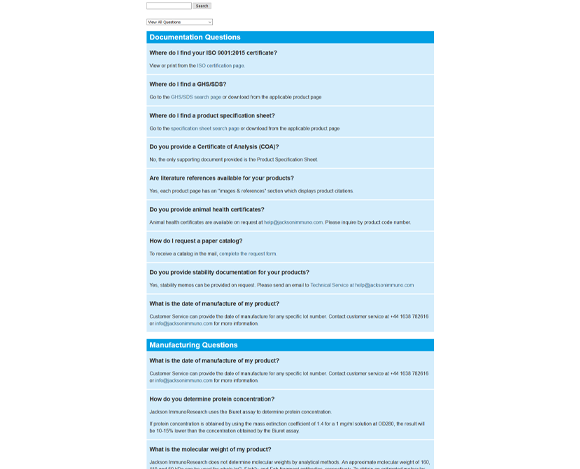 Search
View All Questions
Documentation Questions
Where do I find your ISO 9001:2015 certificate?
View or print from the ISO certification page.
Where do I find a GHS/SDS?
Go to the GHS/SDS search page or download from the applicable product page
Where do I find a product specification sheet?
Go to the specification sheet search page or download from the applicable product page
Do you provide a Certificate of Analysis (COA)?
No, the only supporting document provided is the Product Specification Sheet
Are literature references available for your products?
Yes, each product page has an "images & references" section which displays product citations.
Do you provide animal health certificates?
Animal health certificates are available on request at help@jacksonimmuno.com. Please inquire by product code number.
How do I request a paper catalog?
To receive a catalog in the mail, complete the request form.
Do you provide stability documentation for your products?
Yes, stability memos can be provided on request. Please send an email to Technical Service at help@jacksonimmuno.com
What is the date of manufacture of my product?
Customer Service can provide the date of manufacture for any specific lot number. Contact customer service at +44 1638 782616
or info@jacksonimmuno.com for more information.
Manufacturing Questions
What is the date of manufacture of my product?
Customer Service can provide the date of manufacture for any specific lot number. Contact customer service at +44 1638 782616
or info@jacksonimmuno.com for more information.
How do you determine protein concentration?
Jackson ImmunoResearch uses the Biuret assay to determine protein concentration.
If protein concentration is obtained by using the mass extinction coefficient of 1.4 for a 1 mg/ml solution at OD280, the result will
be 10-15% lower than the concentration obtained by the Biuret assay.
What is the molecular weight of my product?
Jackson ImmunoResearch does not determine molecular weights by analytical methods. An approximate molecular weight of 160,